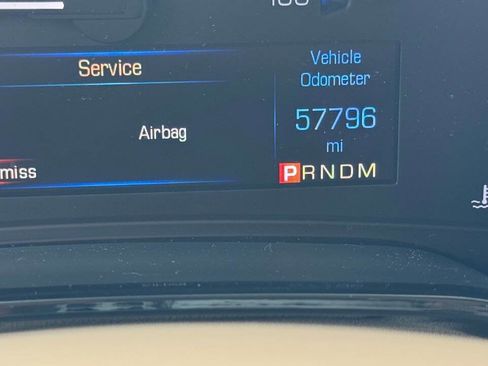 Service
Airbag
Vehicle
Odometer
57796
mi
miss
PRNDM